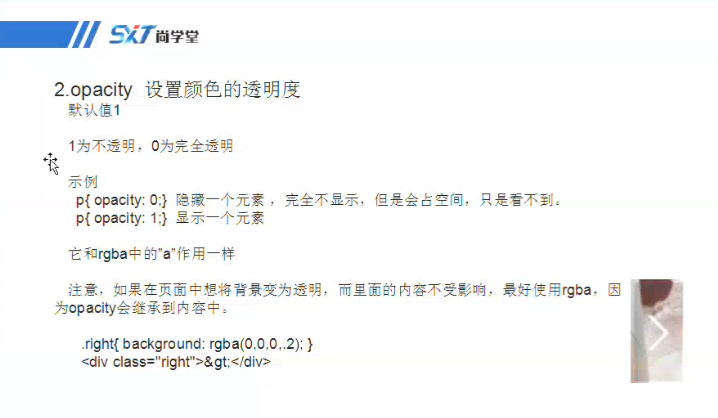 SXT 尚学堂
2.opacity 设置颜色的透明度
默认值1
1为不透明，0为完全透明
示例
p{ opacity: 0;} 隐藏一个元素 ，完全不显示，但是会占空间，只是看不到。
p{ opacity: 1;} 显示一个元素
它和rgba中的"a"作用一样
注意，如果在页面中想将背景变为透明，而里面的内容不受影响，最好使用rgba，因
为opacity会继承到内容中。
.right{ background: rgba(0,0,0,.2); }
<div class="right">&gt;</div>